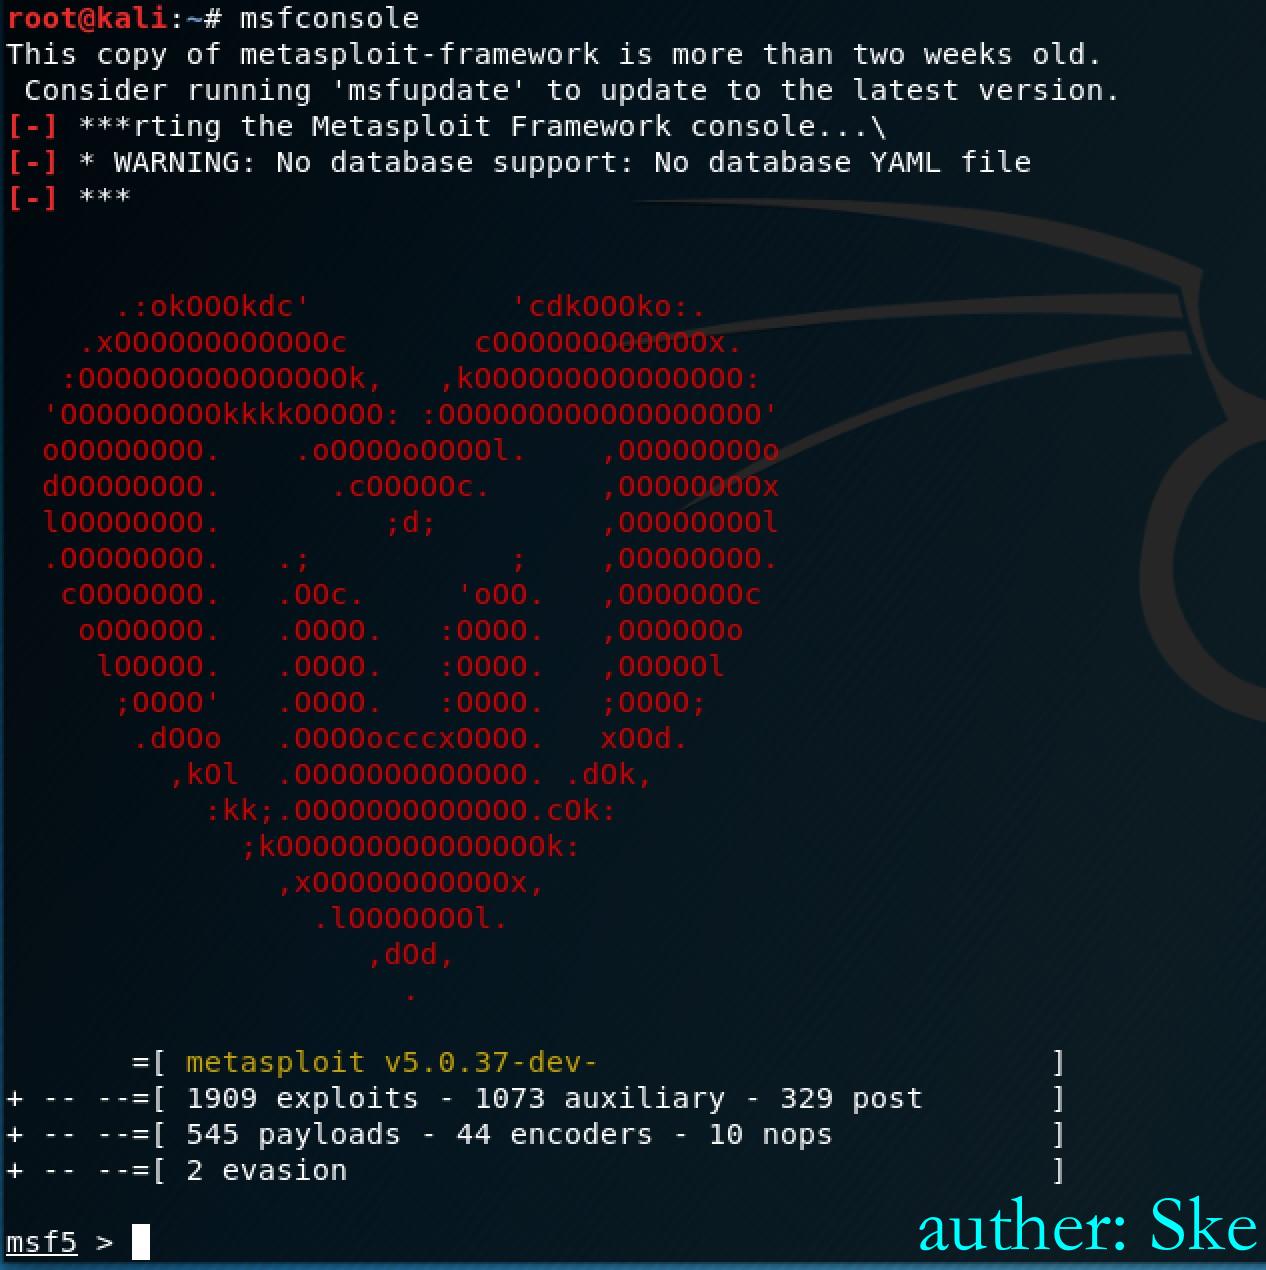 root@kali:~# msfconsole
This copy of metasploit-framework is more than two weeks old.
 Consider running 'msfupdate' to update to the latest version.
[-] ***rting the Metasploit Framework console...\
[-] * WARNING: No database support: No database YAML file
[-] ***
      .:okOOOkdc'           'cdkOOOko:.
    .xOOOOOOOOOOOOc       cOOOOOOOOOOOOx.
   :OOOOOOOOOOOOOOOk,   ,kOOOOOOOOOOOOOOO:
  'OOOOOOOOOkkkkOOOOO: :OOOOOOOOOOOOOOOOOO'
  oOOOOOOOO.    .oOOOOoOOOOl.    ,OOOOOOOOo
  dOOOOOOOO.      .cOOOOOc.      ,OOOOOOOOx
  lOOOOOOOO.         ;d;         ,OOOOOOOOl
  .OOOOOOOO.   .;           ;    ,OOOOOOOO.
   cOOOOOOO.   .OOc.     'oOO.   ,OOOOOOOc
    oOOOOOO.   .OOOO.   :OOOO.   ,OOOOOOo
     lOOOOO.   .OOOO.   :OOOO.   ,OOOOOl
      ;OOOO'   .OOOO.   :OOOO.   ;OOOO;
       .dOOo   .OOOOocccxOOOO.   xOOd.
         ,kOl  .OOOOOOOOOOOOO. .dOk,
           :kk;.OOOOOOOOOOOOO.cOk:
             ;kOOOOOOOOOOOOOOOk:
               ,xOOOOOOOOOOOx,
                 .lOOOOOOOl.
                    ,dOd,
                      .
       =[ metasploit v5.0.37-dev-                         ]
+ -- --=[ 1909 exploits - 1073 auxiliary - 329 post       ]
+ -- --=[ 545 payloads - 44 encoders - 10 nops            ]
+ -- --=[ 2 evasion                                       ]
msf5 >
auther: Ske